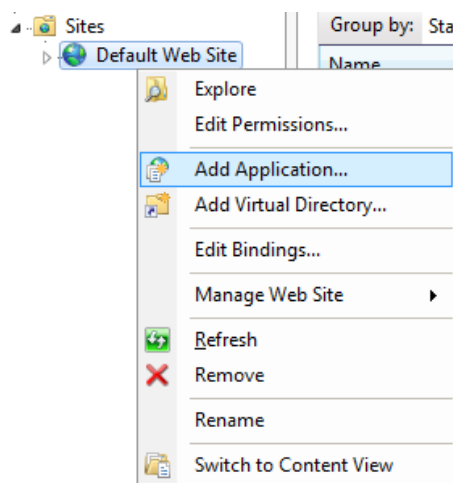 Sites
Group by: Sta
Default Web Site
Name
Explore
Edit Permissions...
Add Application...
Add Virtual Directory...
Edit Bindings...
Manage Web Site
Refresh
Remove
Rename
Switch to Content View